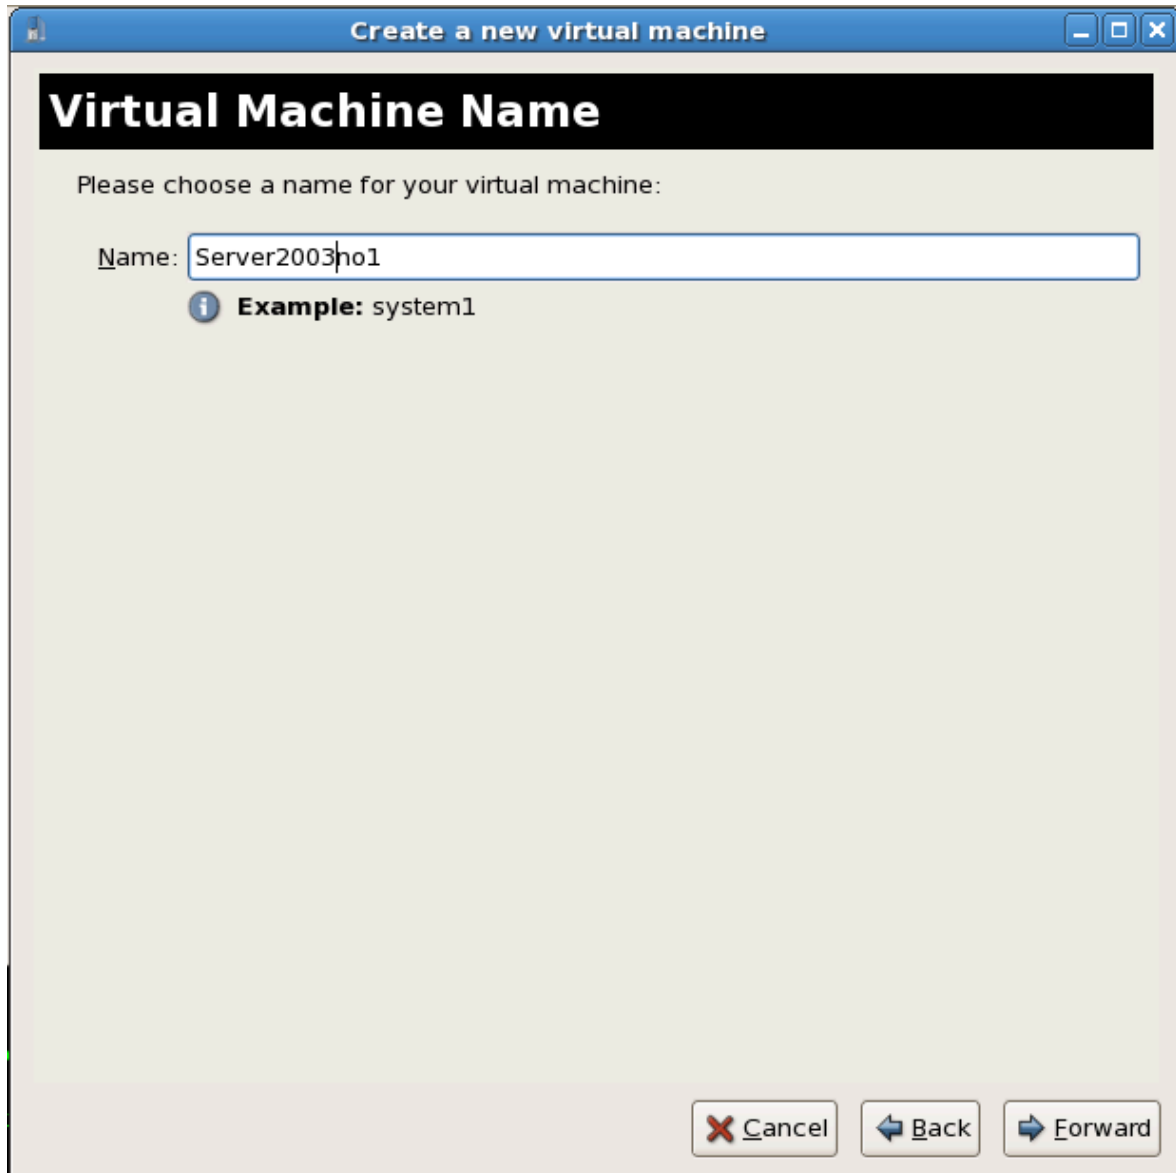 Create a new virtual machine
Virtual Machine Name
Please choose a name for your virtual machine:
Name: Server2003no1
Example: system1
Cancel Back Forward